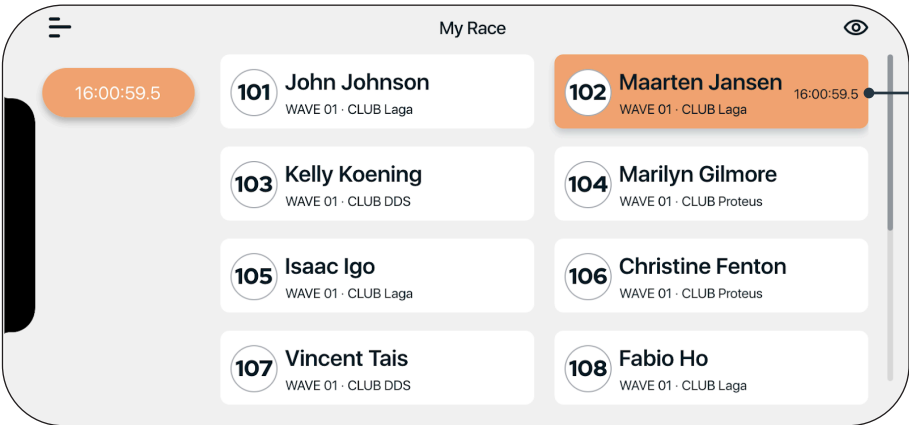 My Race
16:00:59.5
101 John Johnson
WAVE 01 · CLUB Laga
102 Maarten Jansen 16:00:59.5
WAVE 01 · CLUB Laga
103 Kelly Koening
WAVE 01 · CLUB DDS
104 Marilyn Gilmore
WAVE 01 · CLUB Proteus
105 Isaac Igo
WAVE 01 · CLUB Laga
106 Christine Fenton
WAVE 01 · CLUB Proteus
107 Vincent Tais
WAVE 01 · CLUB DDS
108 Fabio Ho
WAVE 01 · CLUB Laga